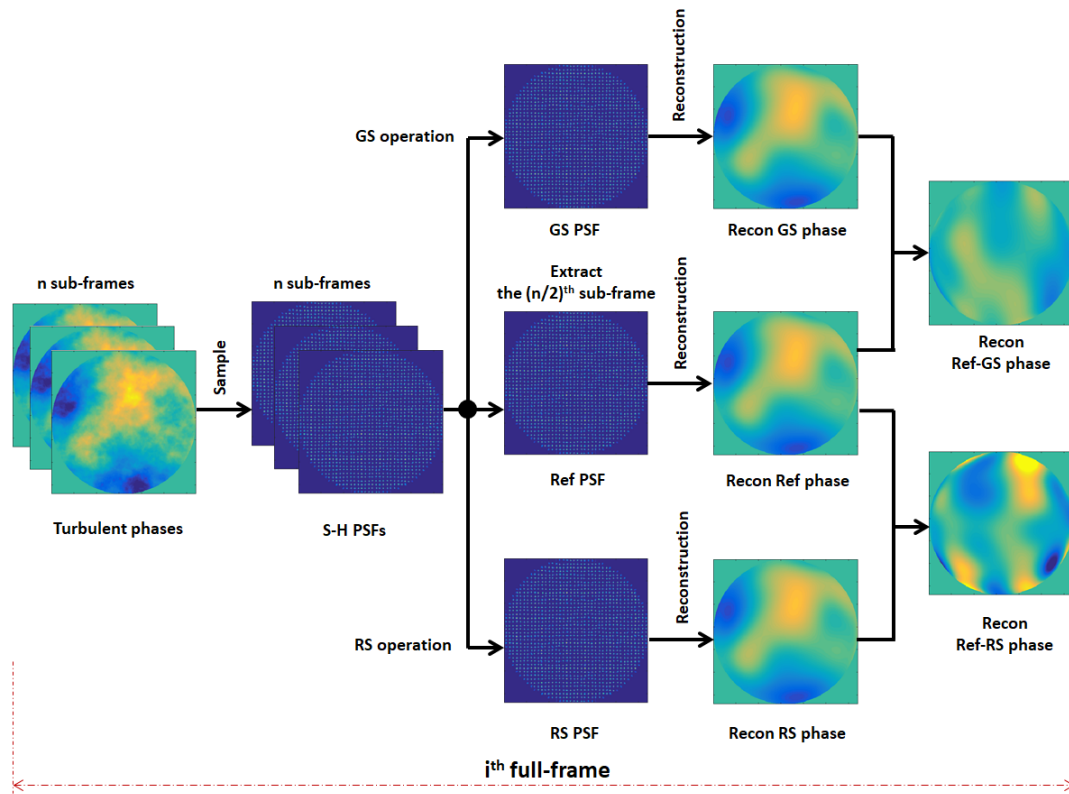 GS operation
Reconstruction
GS PSF
Recon GS phase
n sub-frames
n sub-frames
Extract
the (n/2)th sub-frame
Reconstruction
Recon
Ref-GS phase
Sample
Turbulent phases
S-H PSFs
Ref PSF
Recon Ref phase
RS operation
Reconstruction
Recon
Ref-RS phase
RS PSF
Recon RS phase
ith full-frame